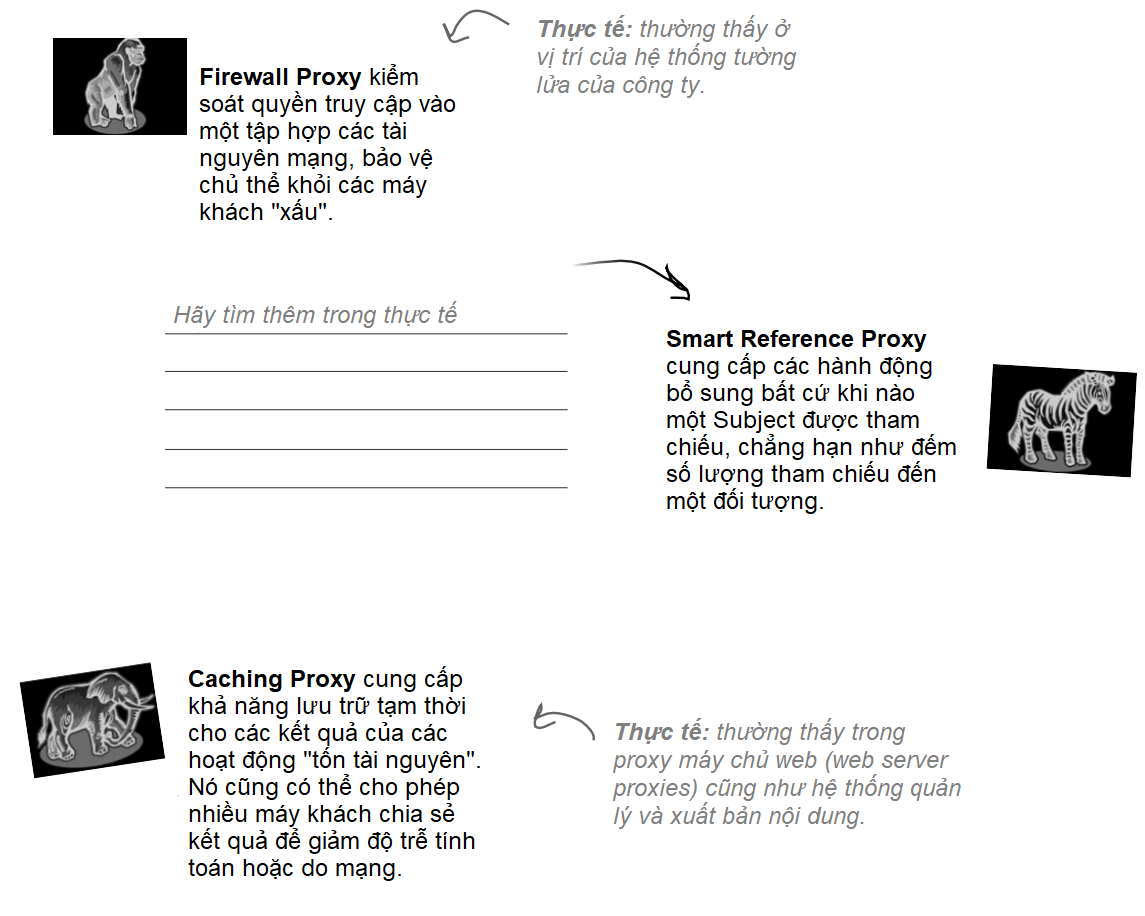 Thực tế: thường thấy ở
vị trí của hệ thống tường
lửa của công ty.
Firewall Proxy kiểm
soát quyền truy cập vào
một tập hợp các tài
nguyên mạng, bảo vệ
chủ thể khỏi các máy
khách "xấu".
Hãy tìm thêm trong thực tế
Smart Reference Proxy
cung cấp các hành động
bổ sung bất cứ khi nào
một Subject được tham
chiếu, chẳng hạn như đếm
số lượng tham chiếu đến
một đối tượng.
Caching Proxy cung cấp
khả năng lưu trữ tạm thời
cho các kết quả của các
hoạt động "tốn tài nguyên".
Nó cũng có thể cho phép
nhiều máy khách chia sẻ
kết quả để giảm độ trễ tính
toán hoặc do mạng.
Thực tế: thường thấy trong
proxy máy chủ web (web server
proxies) cũng như hệ thống quản
lý và xuất bản nội dung.